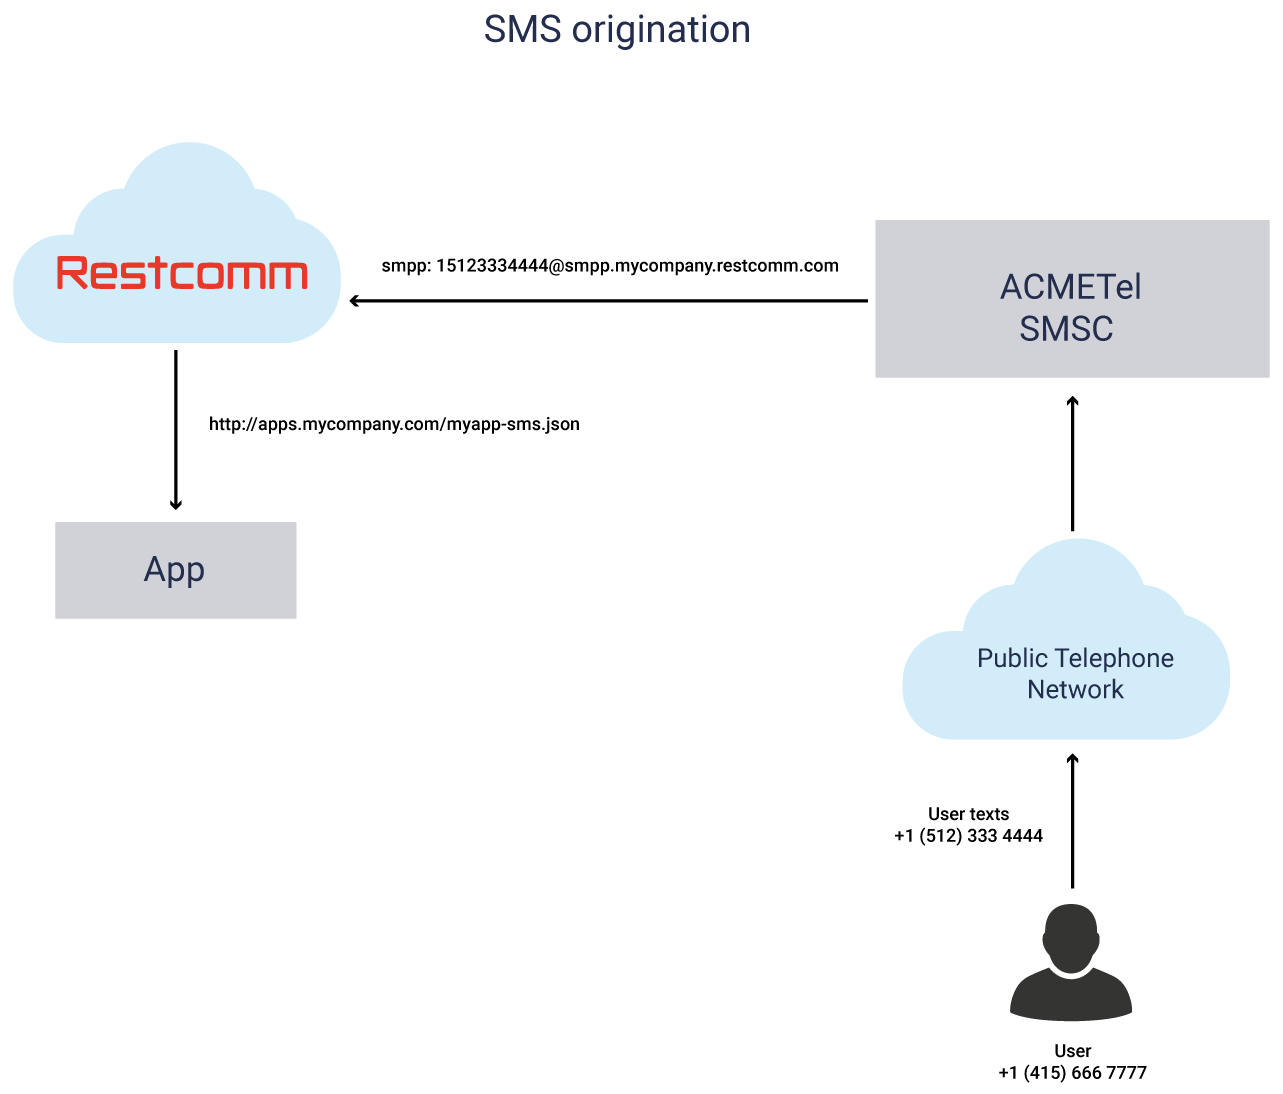 SMS origination
Restcomm
smpp: 15123334444@smpp.mycompany.restcomm.com
ACMETel
SMSC
http://apps.mycompany.com/myapp-sms.json
App
Public Telephone
Network
User texts
+1 (512) 333 4444
User
+1 (415) 666 7777